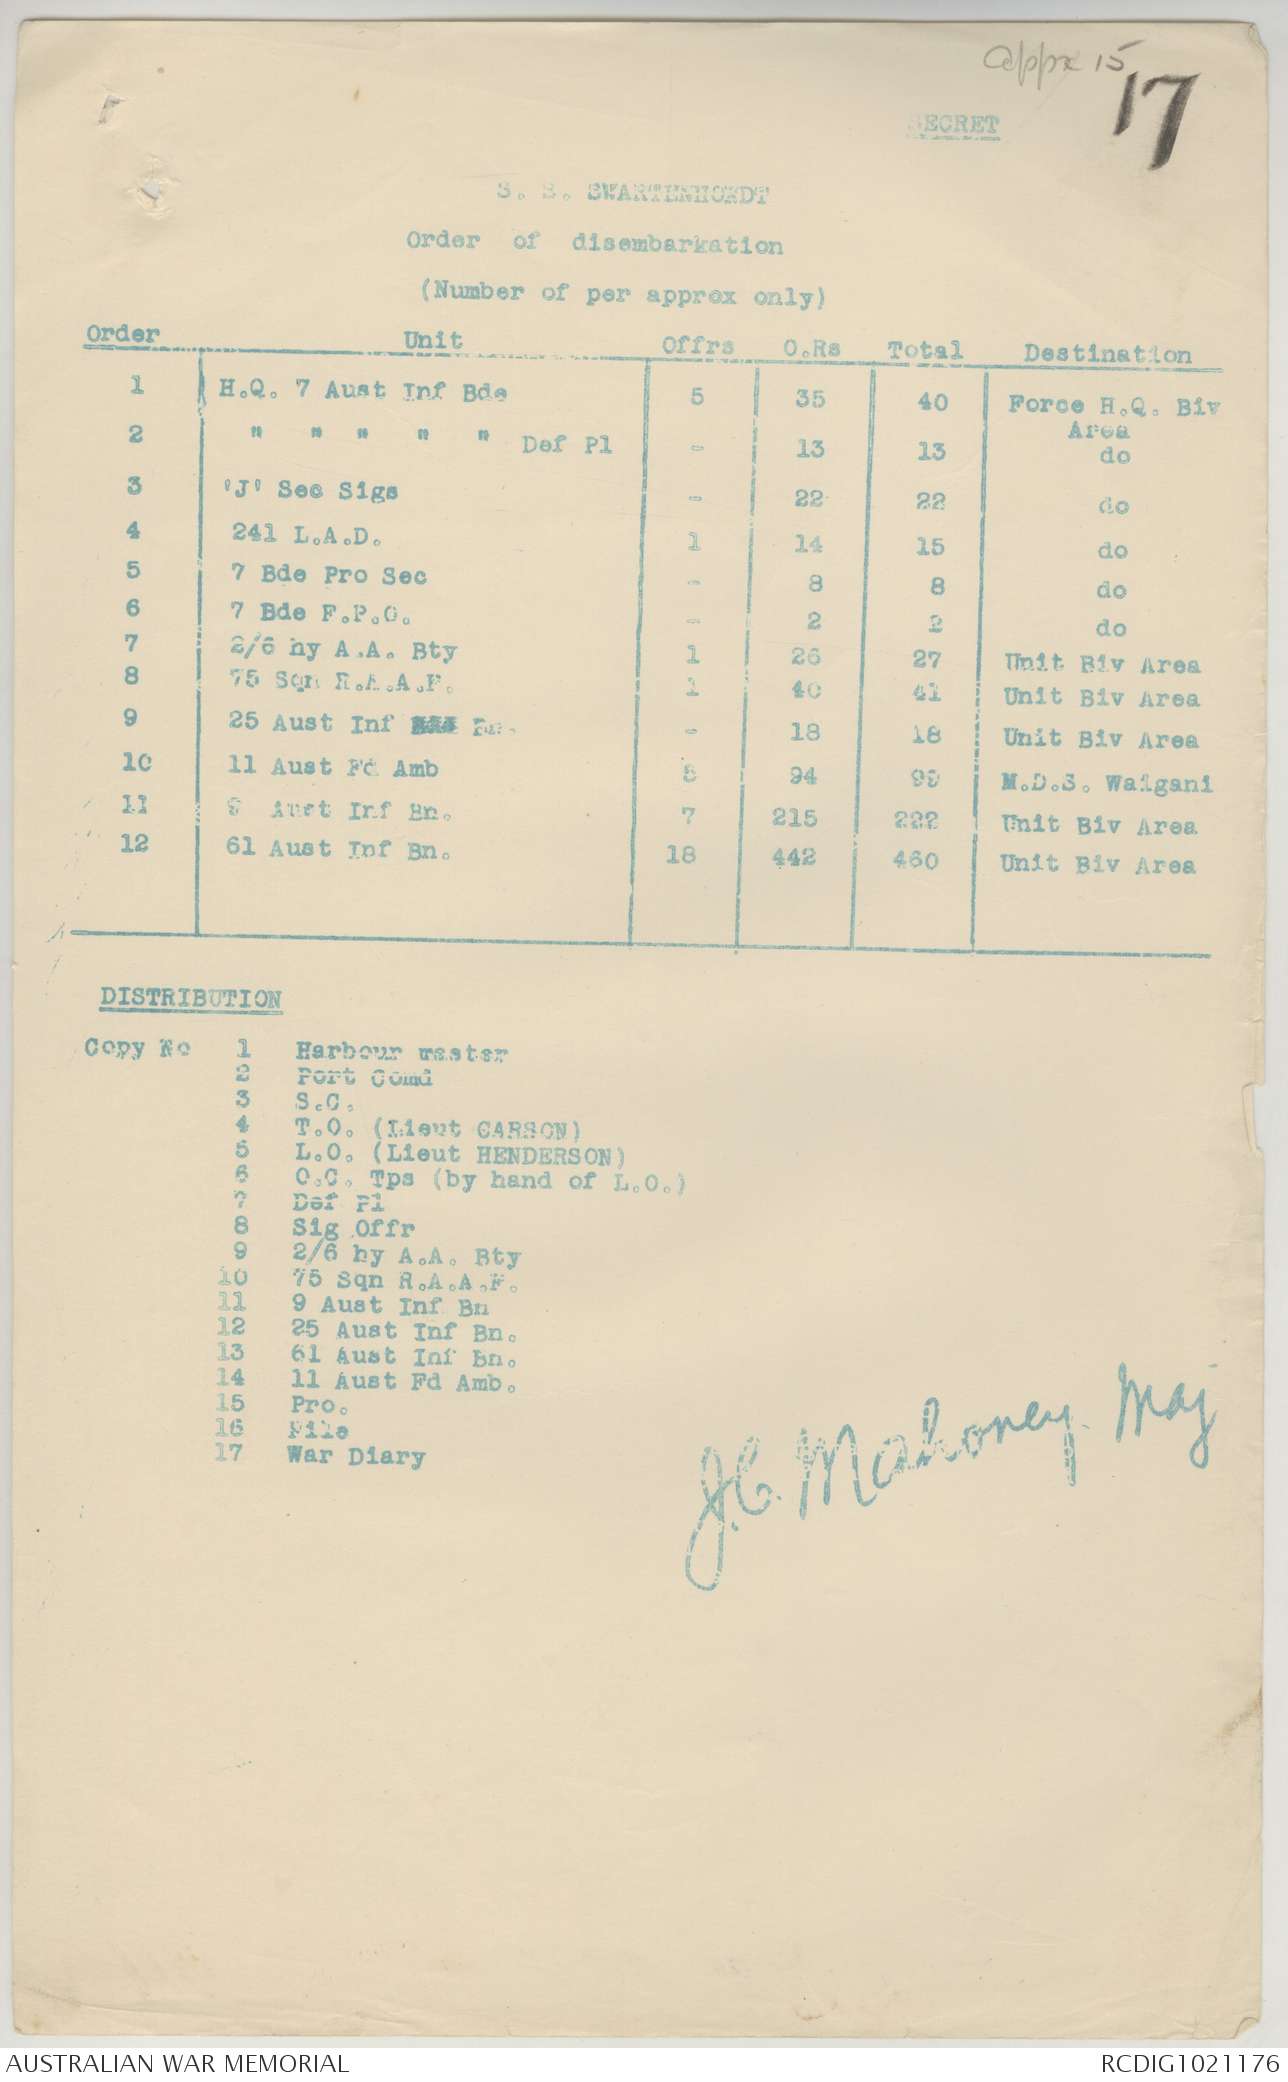 Appx 15
17
SECRET
S. S. SWARTENHONDT
Order of disembarkation
(Number of per approx only)
Order Unit Offrs O.Rs Total Destination
1 H.Q. 7 Aust Inf Bde 5 35 40 Force H.Q. Biv Area
2 " " " " " Def Pl - 13 13 do
3 'J' Sec Sigs - 22 22 do
4 241 L.A.D. 1 14 15 do
5 7 Bde Pro Sec - 8 8 do
6 7 Bde F.P.O. - 2 2 do
7 2/6 hy A.A. Bty 1 26 27 Unit Biv Area
8 75 Sqn R.A.A.F. 1 40 41 Unit Biv Area
9 25 Aust Inf Bn. - 18 18 Unit Biv Area
10 11 Aust Fd Amb 5 94 99 M.D.S. Waigani
11 9 Aust Inf Bn. 7 215 222 Unit Biv Area
12 61 Aust Inf Bn. 18 442 460 Unit Biv Area
DISTRIBUTION
Copy No 1 Harbour master
2 Port Comd
3 S.C.
4 T.O. (Lieut CARSON)
5 L.O. (Lieut HENDERSON)
6 O.C. Tps (by hand of L.O.)
7 Def Pl
8 Sig Offr
9 2/6 hy A.A. Bty
10 75 Sqn R.A.A.F.
11 9 Aust Inf Bn
12 25 Aust Inf Bn.
13 61 Aust Inf Bn.
14 11 Aust Fd Amb.
15 Pro.
16 File
17 War Diary
J.C. Mahoney. Maj
AUSTRALIAN WAR MEMORIAL RCDIG1021176